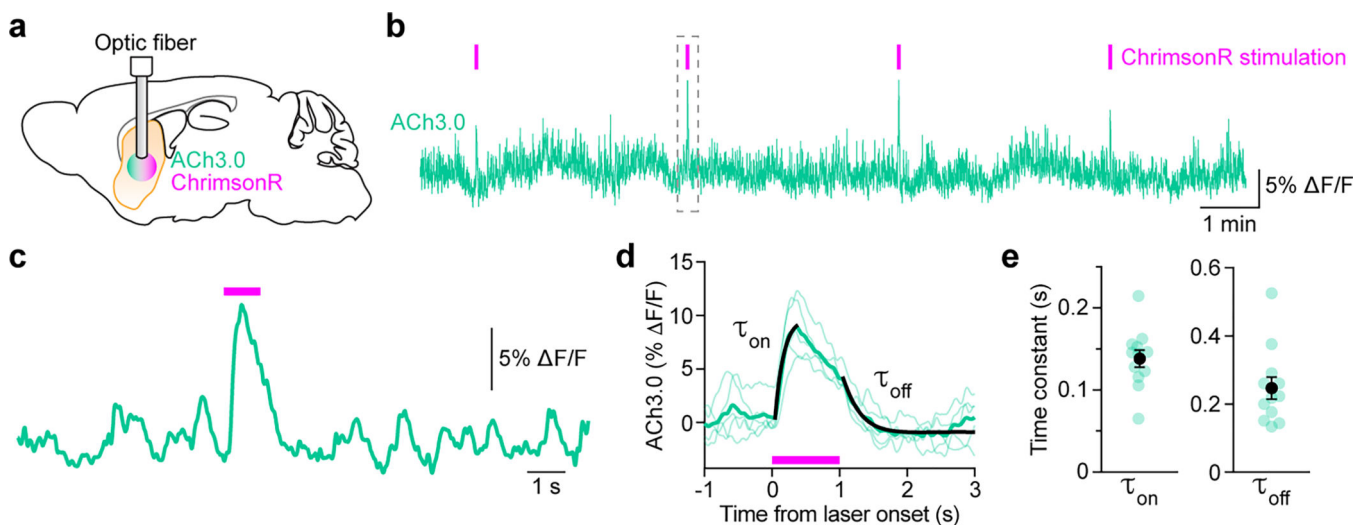 a
Optic fiber
ACh3.0
ChrimsonR
b
ChrimsonR stimulation
ACh3.0
5% ΔF/F
1 min
c
5% ΔF/F
1 s
d
ACh3.0 (% ΔF/F)
15
10
5
0
τon
τoff
-1 0 1 2 3
Time from laser onset (s)
e
Time constant (s)
0.2
0.1
0
τon
0.6
0.4
0.2
0
τoff